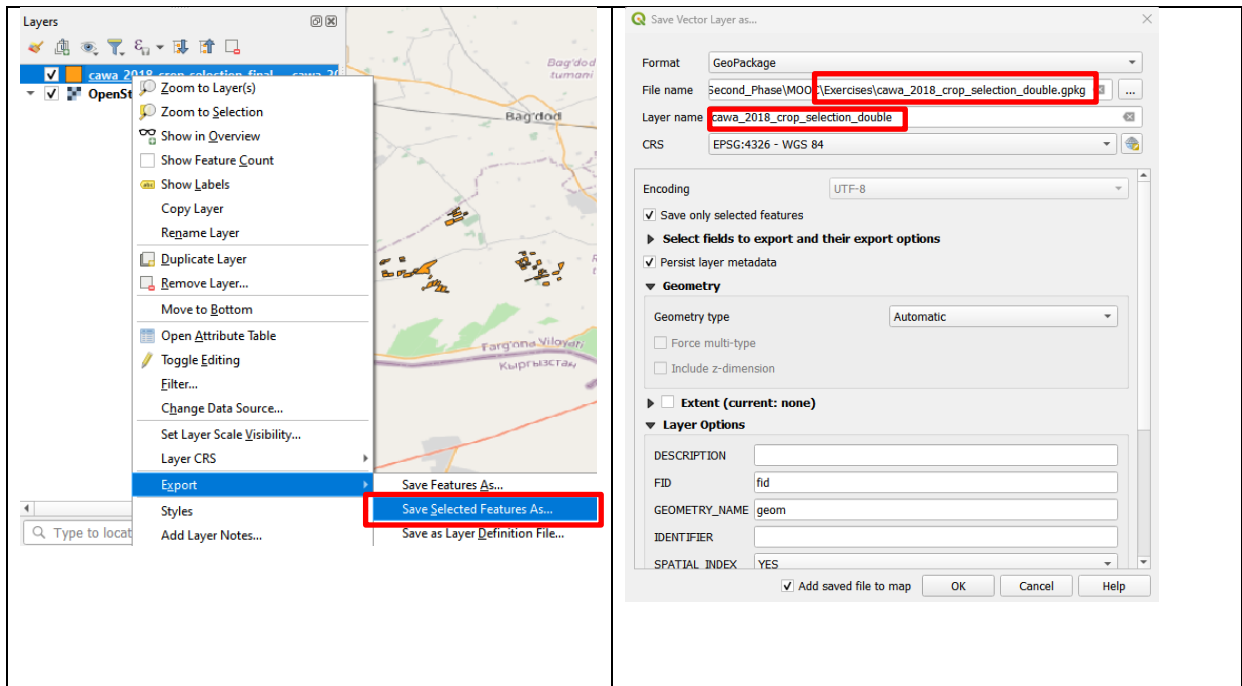 Layers
cawa_2018_crop_selection_final — cawa_20
OpenSt
Zoom to Layer(s)
Zoom to Selection
Show in Overview
Show Feature Count
Show Labels
Copy Layer
Rename Layer
Duplicate Layer
Remove Layer...
Move to Bottom
Open Attribute Table
Toggle Editing
Filter...
Change Data Source...
Set Layer Scale Visibility...
Layer CRS
Export
Styles
Add Layer Notes...
Save Features As...
Save Selected Features As...
Save as Layer Definition File...
Type to locat
Bag'dod
tumani
Bag'dod
Farg'ona Viloyati
Кыргызстан
Save Vector Layer as...
Format GeoPackage
File name Second_Phase\MOOC\Exercises\cawa_2018_crop_selection_double.gpkg ...
Layer name cawa_2018_crop_selection_double
CRS EPSG:4326 - WGS 84
Encoding UTF-8
Save only selected features
Select fields to export and their export options
Persist layer metadata
Geometry
Geometry type Automatic
Force multi-type
Include z-dimension
Extent (current: none)
Layer Options
DESCRIPTION
FID fid
GEOMETRY_NAME geom
IDENTIFIER
SPATIAL_INDEX YES
Add saved file to map OK Cancel Help